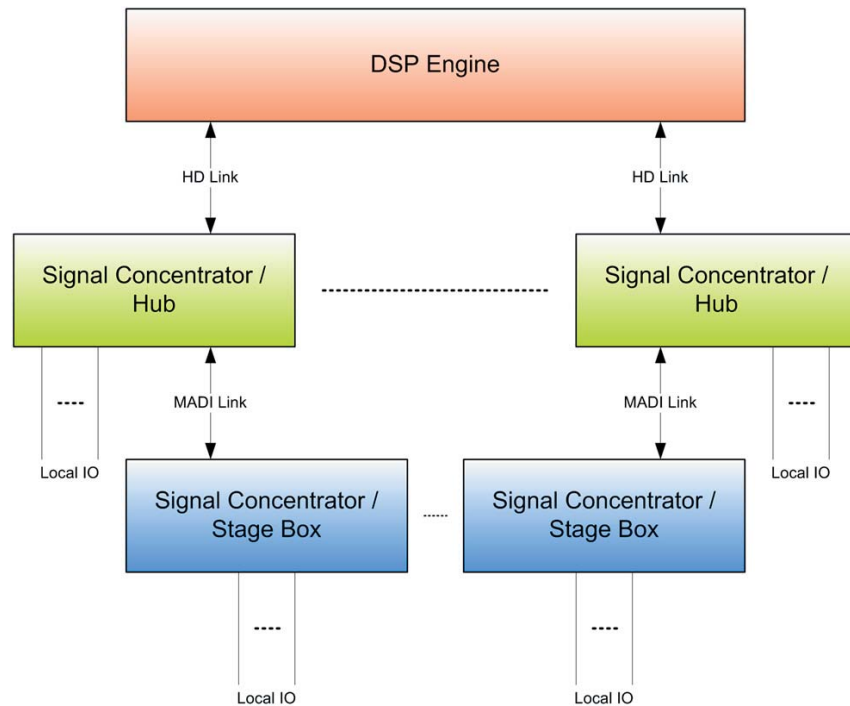 DSP Engine
HD Link
HD Link
Signal Concentrator /
Hub
Signal Concentrator /
Hub
MADI Link
MADI Link
Local IO
Local IO
Signal Concentrator /
Stage Box
Signal Concentrator /
Stage Box
Local IO
Local IO